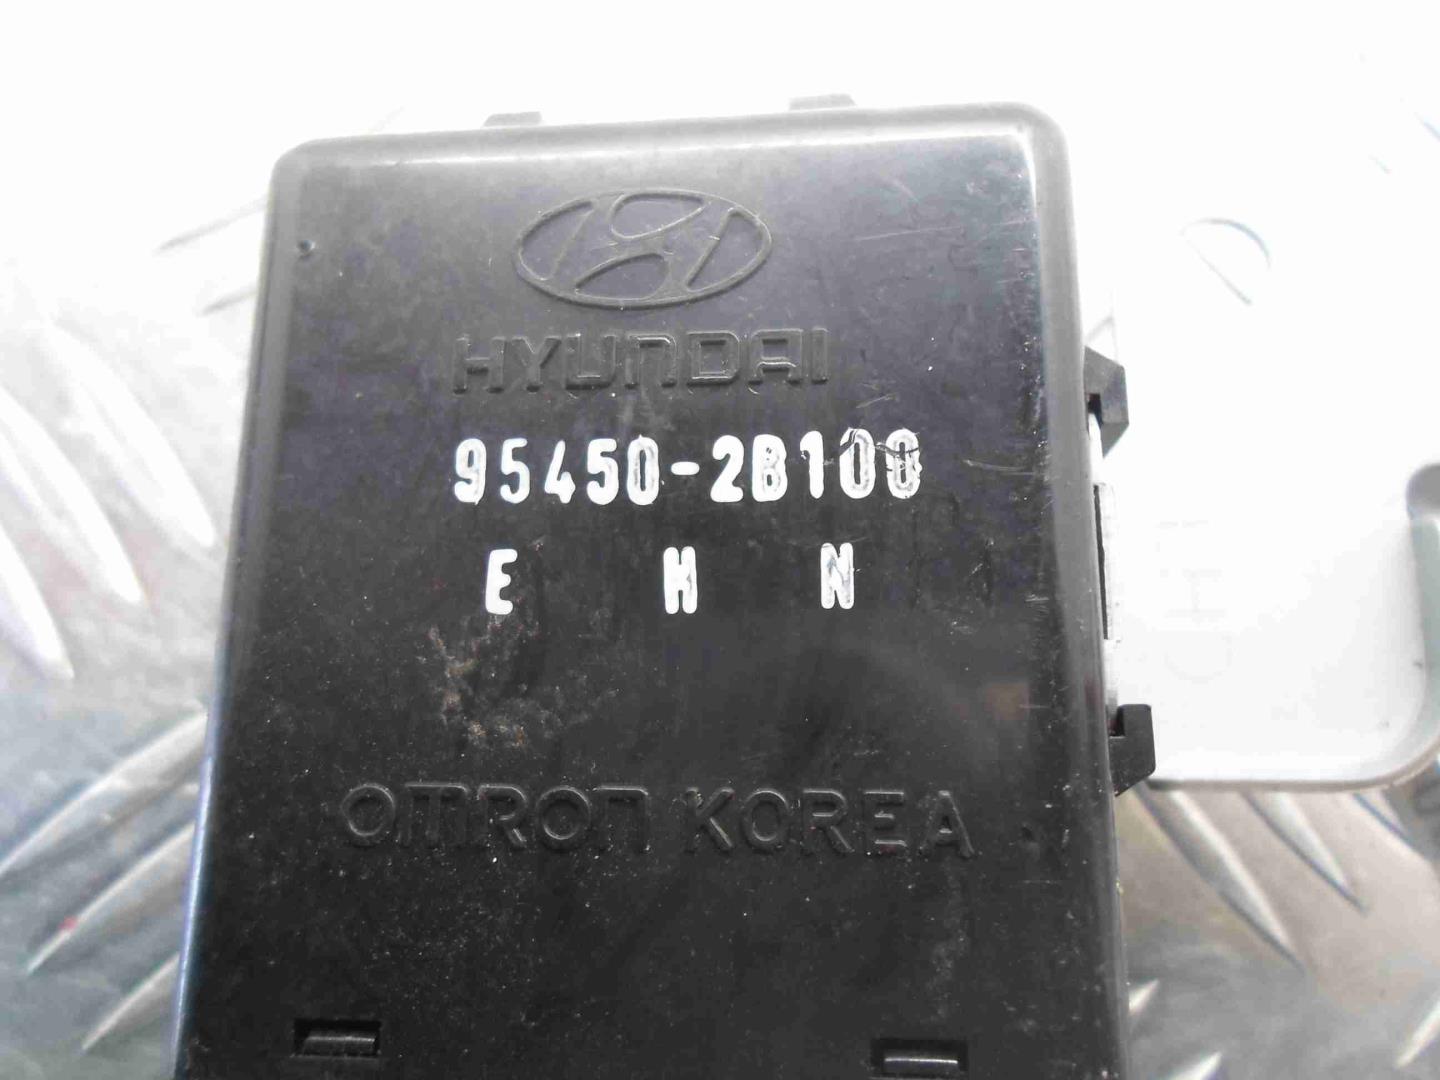 HYUNDAI
95450-2B100
E H N
OMRON KOREA